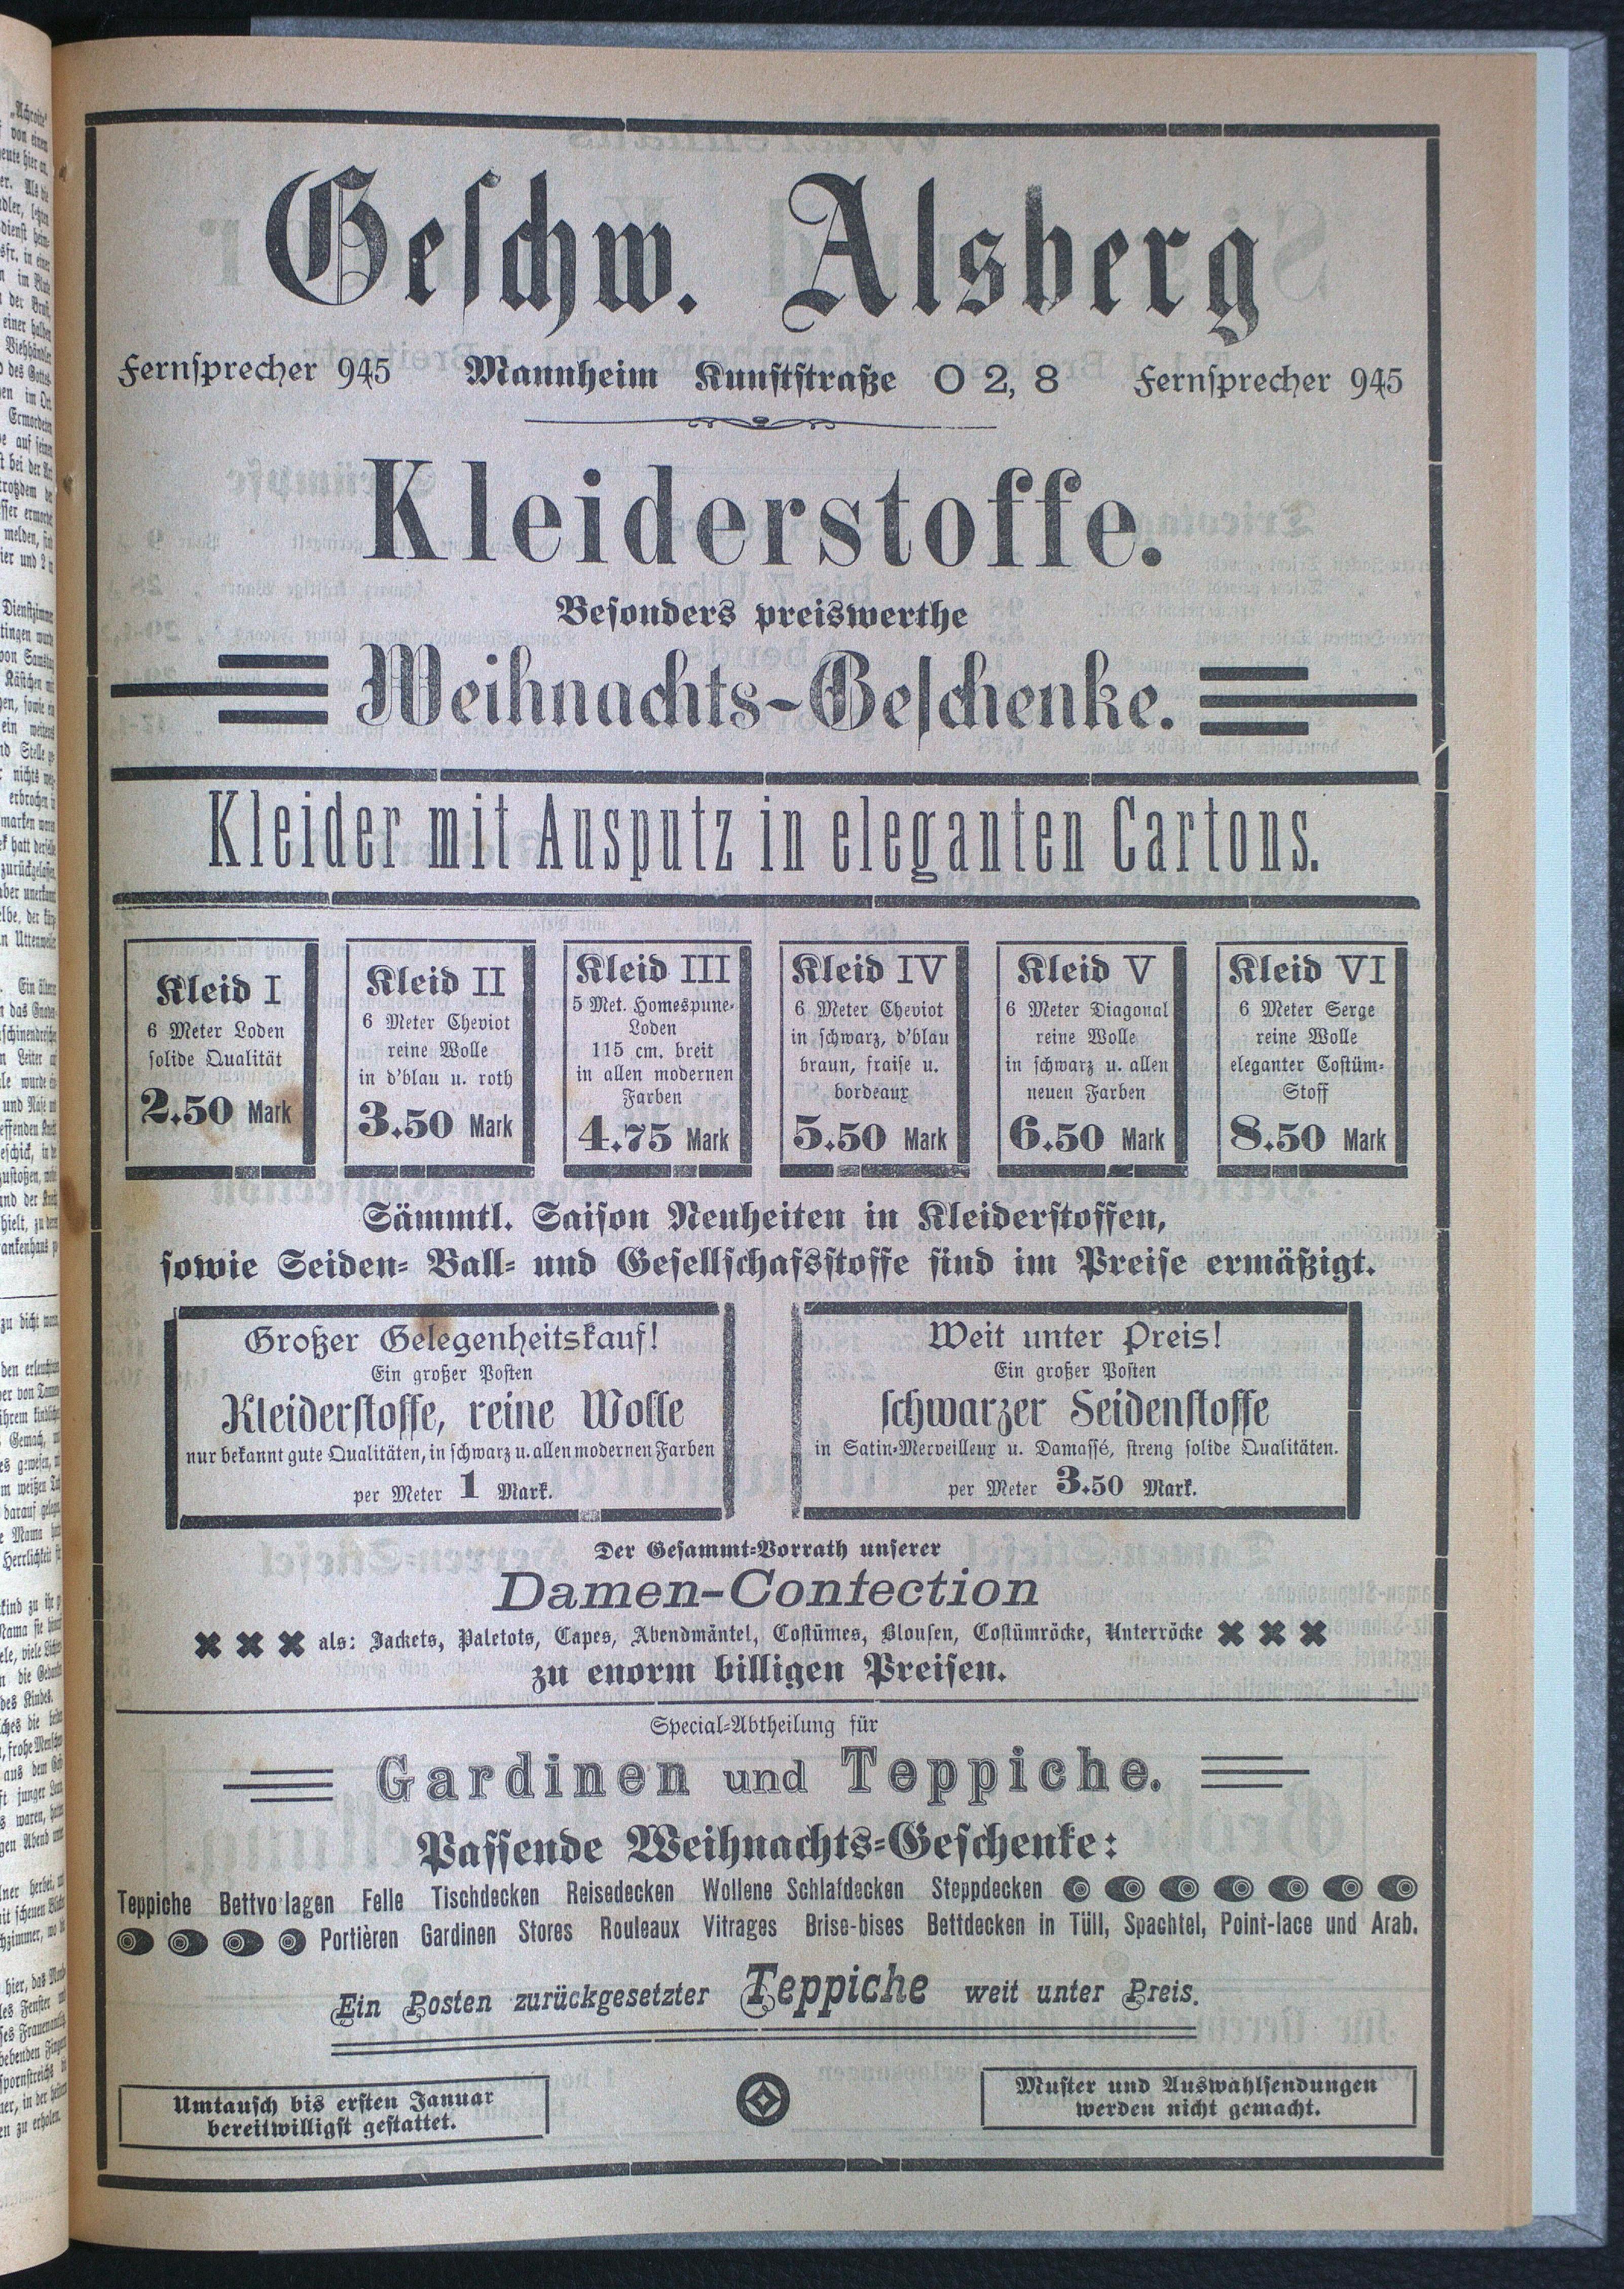 Geschw. Alsberg
Fernsprecher 945 Mannheim Kunststraße O 2, 8 Fernsprecher 945
Kleiderstoffe.
Besonders preiswerthe
Weihnachts-Geschenke.
Kleider mit Ausputz in eleganten Cartons.
Kleid I
6 Meter Loden
solide Qualität
2.50 Mark
Kleid II
6 Meter Cheviot
reine Wolle
in d'blau u. roth
3.50 Mark
Kleid III
5 Met. Homespune-
Loden
115 cm. breit
in allen modernen
Farben
4.75 Mark
Kleid IV
6 Meter Cheviot
in schwarz, d'blau
braun, fraise u.
bordeaux
5.50 Mark
Kleid V
6 Meter Diagonal
reine Wolle
in schwarz u. allen
neuen Farben
6.50 Mark
Kleid VI
6 Meter Serge
reine Wolle
eleganter Costüm-
Stoff
8.50 Mark
Sämmtl. Saison Neuheiten in Kleiderstoffen,
sowie Seiden- Ball- und Gesellschafsstoffe sind im Preise ermäßigt.
Großer Gelegenheitskauf!
Ein großer Posten
Kleiderstoffe, reine Wolle
nur bekannt gute Qualitäten, in schwarz u. allen modernen Farben
per Meter 1 Mark.
Weit unter Preis!
Ein großer Posten
schwarzer Seidenstoffe
in Satin-Merveilleux u. Damassé, streng solide Qualitäten.
per Meter 3.50 Mark.
Der Gesammt-Vorrath unserer
Damen-Confection
als: Jackets, Paletots, Capes, Abendmäntel, Costümes, Blousen, Costümröcke, Unterröcke
zu enorm billigen Preisen.
Special-Abtheilung für
Gardinen und Teppiche.
Passende Weihnachts-Geschenke:
Teppiche Bettvo lagen Felle Tischdecken Reisedecken Wollene Schlafdecken Steppdecken
Portièren Gardinen Stores Rouleaux Vitrages Brise-bises Bettdecken in Tüll, Spachtel, Point-lace und Arab.
Ein Posten zurückgesetzter Teppiche weit unter Preis.
Umtausch bis ersten Januar
bereitwilligst gestattet.
Muster und Auswahlsendungen
werden nicht gemacht.